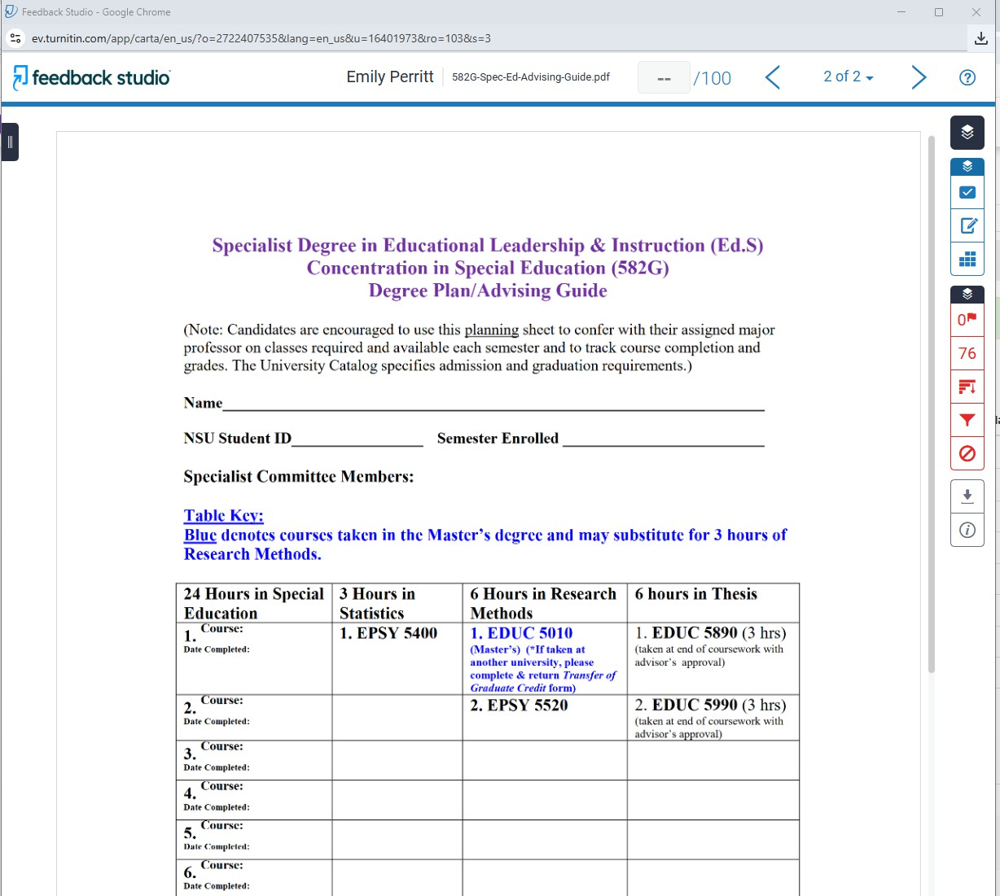 Feedback Studio - Google Chrome
ev.turnitin.com/app/carta/en_us/?o=2722407535&lang=en_us&u=16401973&ro=103&s=3
feedback studio
Emily Perritt
582G-Spec-Ed-Advising-Guide.pdf
-- /100
2 of 2
Specialist Degree in Educational Leadership & Instruction (Ed.S)
Concentration in Special Education (582G)
Degree Plan/Advising Guide
(Note: Candidates are encouraged to use this planning sheet to confer with their assigned major
professor on classes required and available each semester and to track course completion and
grades. The University Catalog specifies admission and graduation requirements.)
Name
NSU Student ID
Semester Enrolled
Specialist Committee Members:
Table Key:
Blue denotes courses taken in the Master's degree and may substitute for 3 hours of
Research Methods.
24 Hours in Special
Education
3 Hours in
Statistics
6 Hours in Research
Methods
6 hours in Thesis
1. Course:
Date Completed:
1. EPSY 5400
1. EDUC 5010
(Master's) (*If taken at
another university, please
complete & return Transfer of
Graduate Credit form)
1. EDUC 5890 (3 hrs)
(taken at end of coursework with
advisor's approval)
2. Course:
Date Completed:
2. EPSY 5520
2. EDUC 5990 (3 hrs)
(taken at end of coursework with
advisor's approval)
3. Course:
Date Completed:
4. Course:
Date Completed:
5. Course:
Date Completed:
6. Course:
Date Completed:
0
76